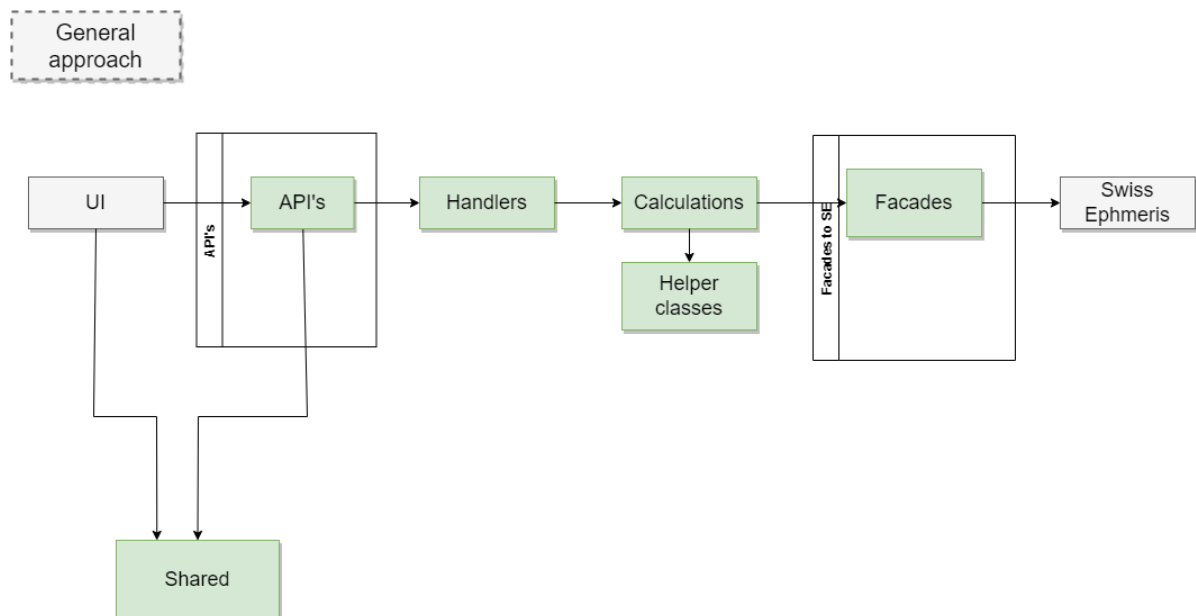 General
approach
UI
API's
API's
Handlers
Calculations
Helper
classes
Facades to SE
Facades
Swiss
Ephmeris
Shared